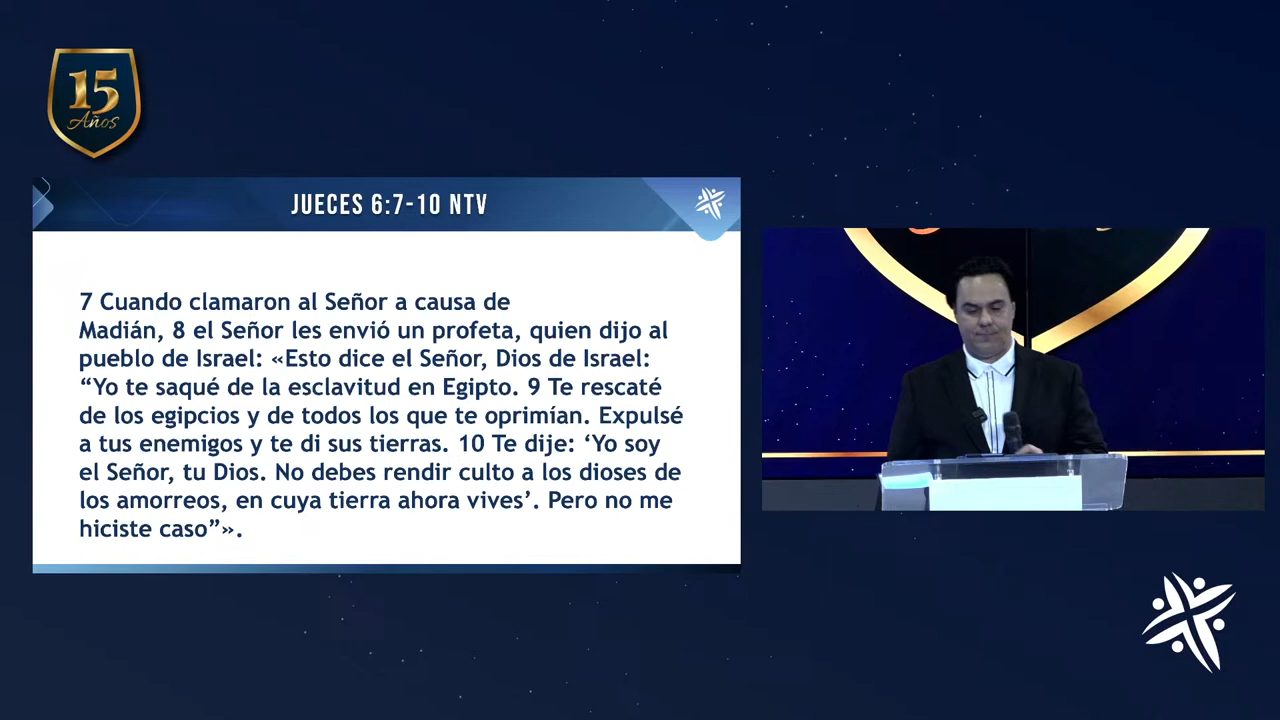 15
Años
JUECES 6:7-10 NTV
7 Cuando clamaron al Señor a causa de
Madián, 8 el Señor les envió un profeta, quien dijo al
pueblo de Israel: «Esto dice el Señor, Dios de Israel:
“Yo te saqué de la esclavitud en Egipto. 9 Te rescaté
de los egipcios y de todos los que te oprimían. Expulsé
a tus enemigos y te di sus tierras. 10 Te dije: ‘Yo soy
el Señor, tu Dios. No debes rendir culto a los dioses de
los amorreos, en cuya tierra ahora vives’. Pero no me
hiciste caso”».